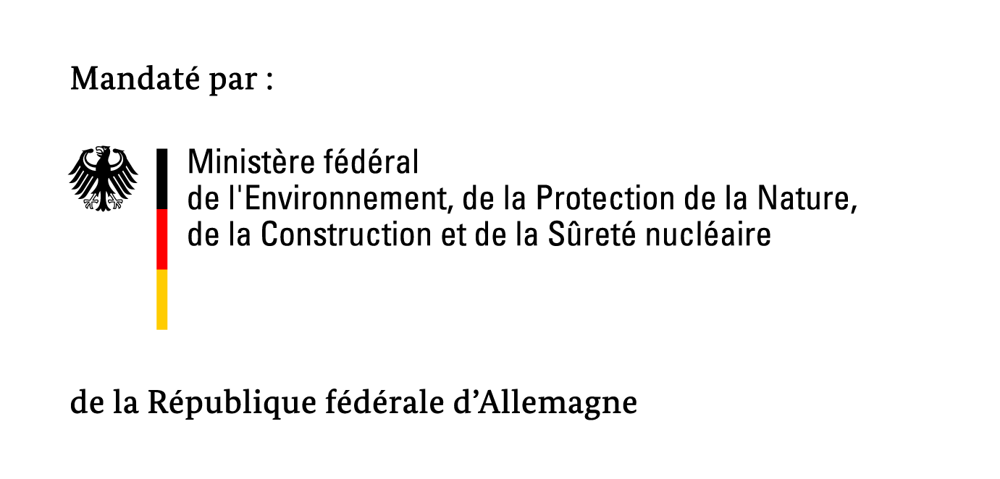 Mandaté par :
Ministère fédéral
de l'Environnement, de la Protection de la Nature,
de la Construction et de la Sûreté nucléaire
de la République fédérale d’Allemagne